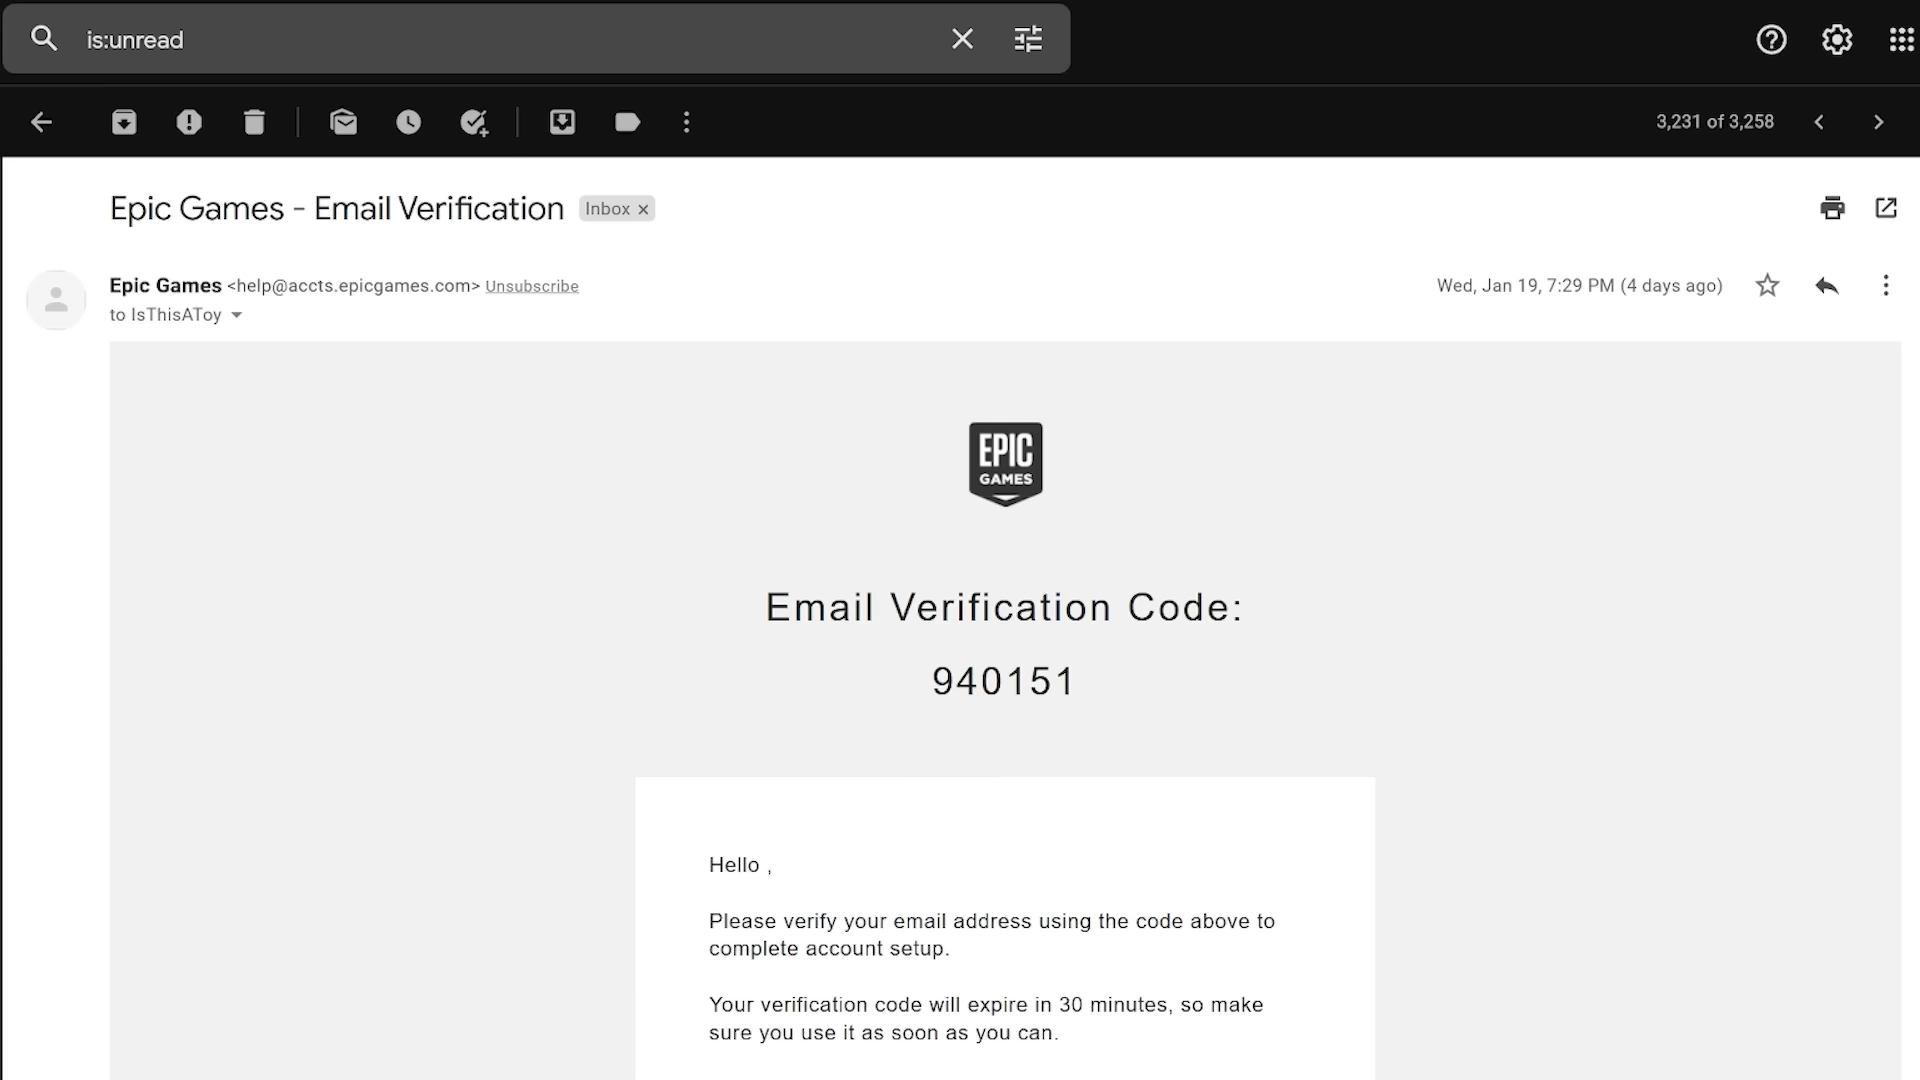 is:unread
3,231 of 3,258
Epic Games - Email Verification Inbox x
Epic Games <help@accts.epicgames.com> Unsubscribe Wed, Jan 19, 7:29 PM (4 days ago)
to IsThisAToy
EPIC
GAMES
Email Verification Code:
940151
Hello ,
Please verify your email address using the code above to
complete account setup.
Your verification code will expire in 30 minutes, so make
sure you use it as soon as you can.